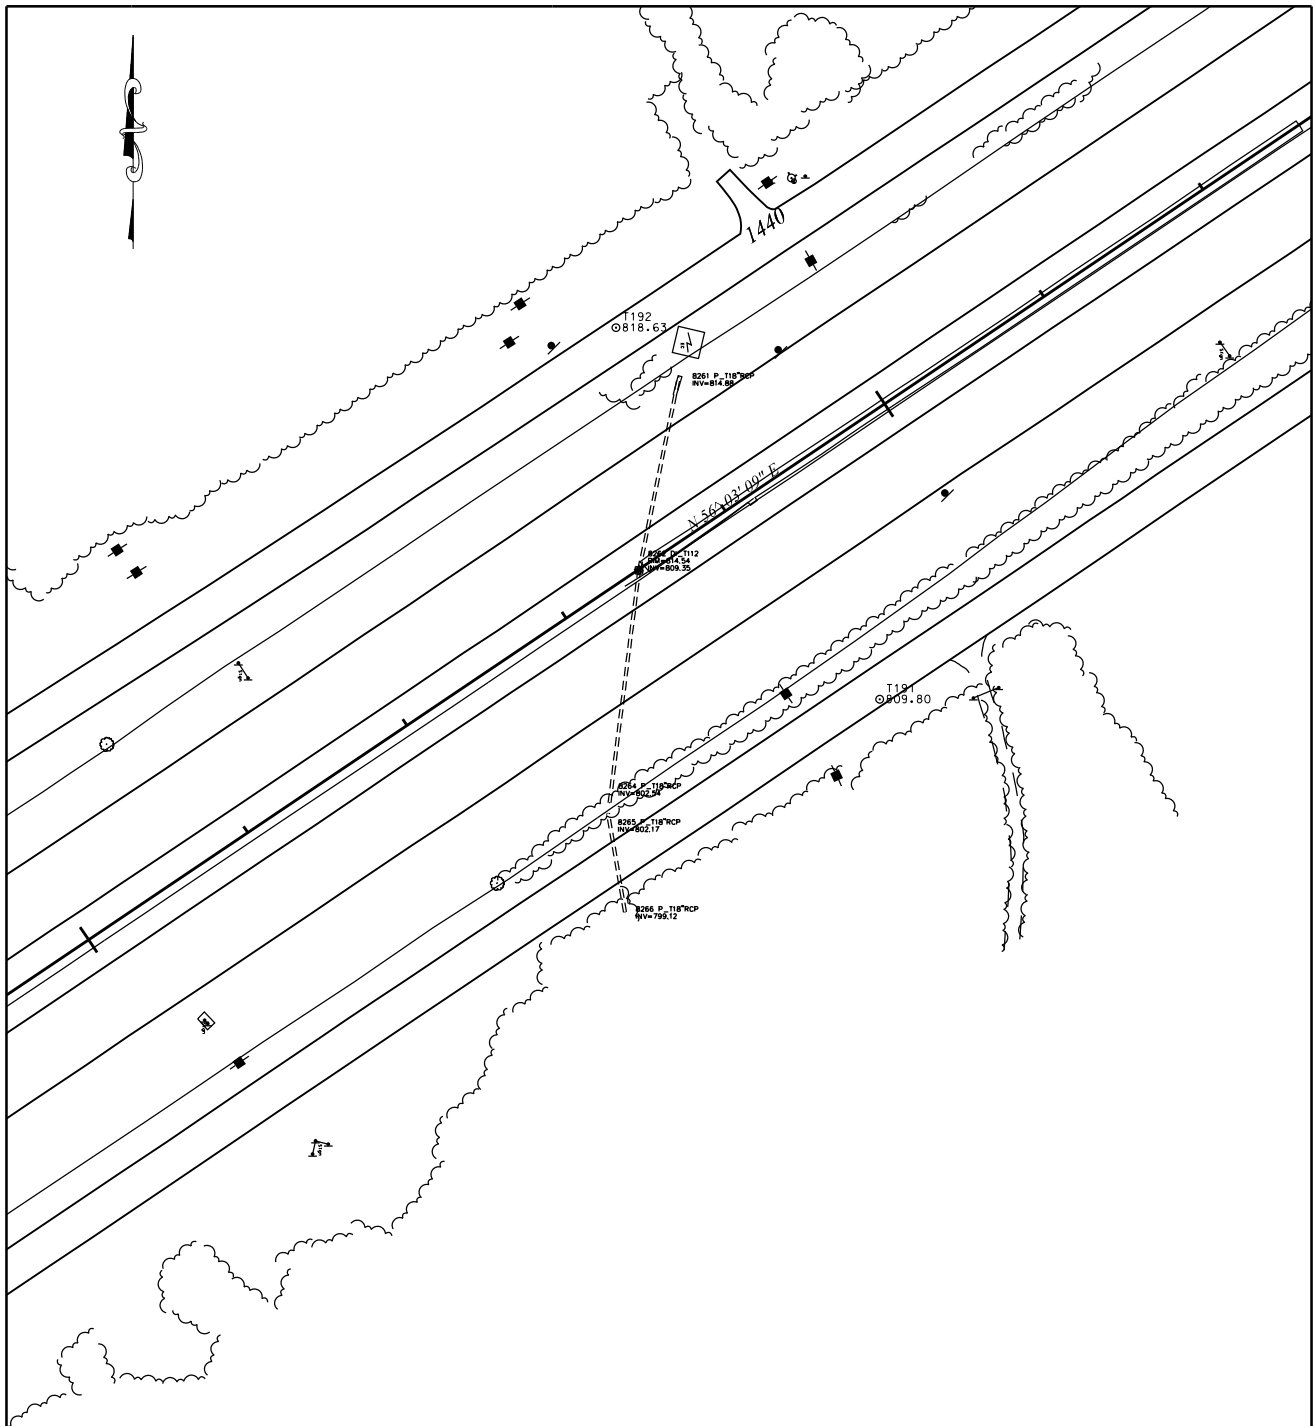 1440
T192
818.63
8261 P_T18"RCP
INV=814.88
N 56^03'09" E
8262 DI_T112
RIM=814.54
INV=809.35
T191
809.80
8264 P_T18"RCP
INV=802.54
8265 P_T18"RCP
INV=802.17
8266 P_T18"RCP
INV=799.12